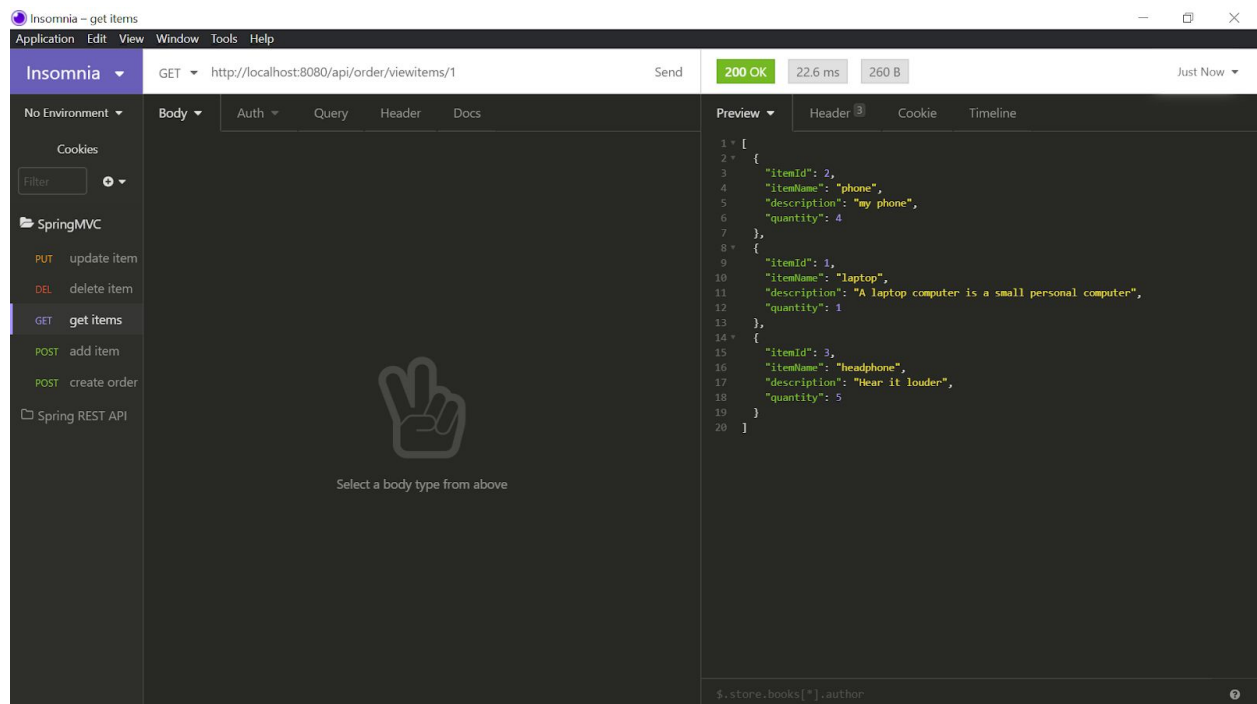 Insomnia – get items
Application Edit View Window Tools Help
Insomnia
GET http://localhost:8080/api/order/viewitems/1 Send
200 OK 22.6 ms 260 B Just Now
No Environment
Cookies
Filter
SpringMVC
PUT update item
DEL delete item
GET get items
POST add item
POST create order
Spring REST API
Body Auth Query Header Docs
Select a body type from above
Preview Header 3 Cookie Timeline
1 [
2 {
3 "itemId": 2,
4 "itemName": "phone",
5 "description": "my phone",
6 "quantity": 4
7 },
8 {
9 "itemId": 1,
10 "itemName": "laptop",
11 "description": "A laptop computer is a small personal computer",
12 "quantity": 1
13 },
14 {
15 "itemId": 3,
16 "itemName": "headphone",
17 "description": "Hear it louder",
18 "quantity": 5
19 }
20 ]
$.store.books[*].author